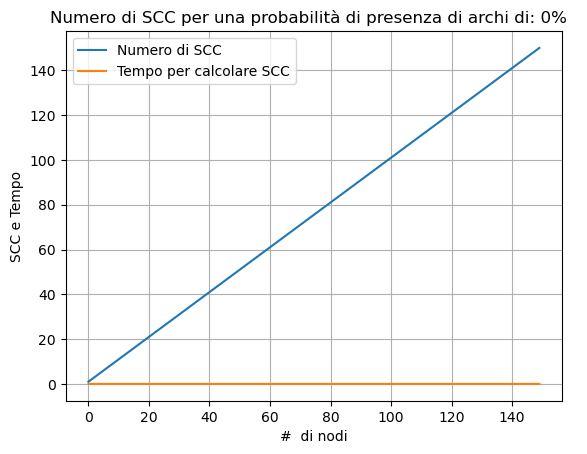 Numero di SCC per una probabilità di presenza di archi di: 0%
Numero di SCC
Tempo per calcolare SCC
SCC e Tempo
140
120
100
80
60
40
20
0
0 20 40 60 80 100 120 140
#  di nodi